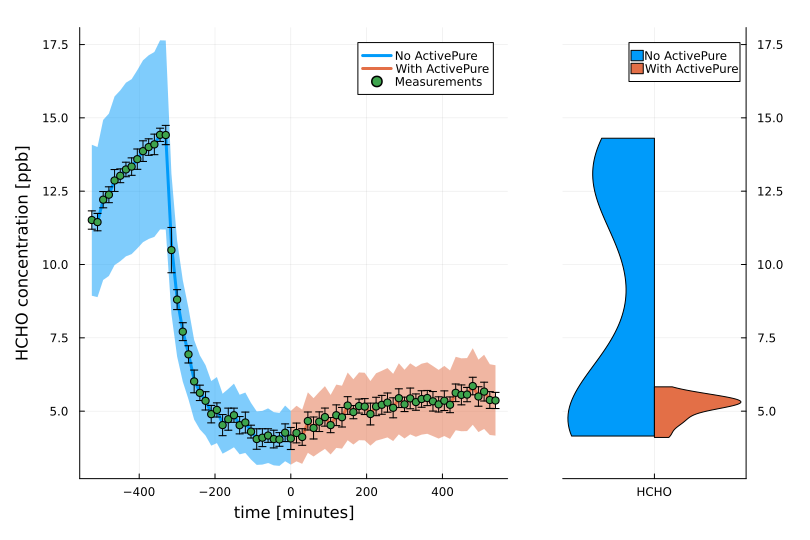 17.5
15.0
12.5
10.0
7.5
5.0
HCHO concentration [ppb]
−400
−200
0
200
400
time [minutes]
No ActivePure
With ActivePure
Measurements
No ActivePure
With ActivePure
17.5
15.0
12.5
10.0
7.5
5.0
HCHO